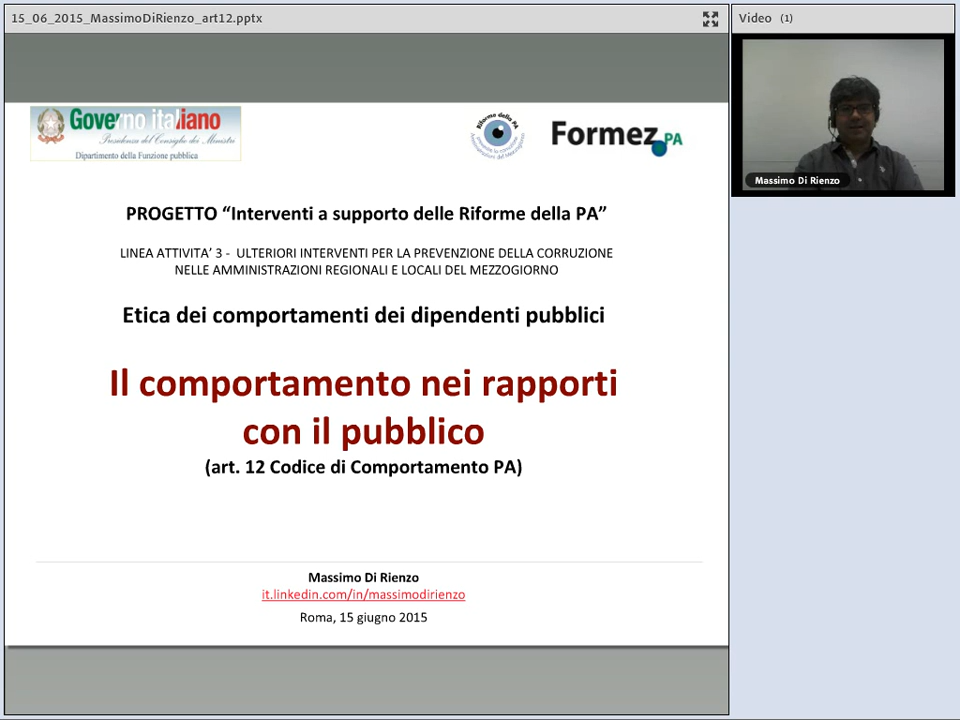 15_06_2015_MassimoDiRienzo_art12.pptx
Video (1)
Governo italiano
Presidenza del Consiglio dei Ministri
Dipartimento della Funzione pubblica
Riforme della PA
Formez PA
Massimo Di Rienzo
PROGETTO “Interventi a supporto delle Riforme della PA”
LINEA ATTIVITA’ 3 - ULTERIORI INTERVENTI PER LA PREVENZIONE DELLA CORRUZIONE
NELLE AMMINISTRAZIONI REGIONALI E LOCALI DEL MEZZOGIORNO
Etica dei comportamenti dei dipendenti pubblici
Il comportamento nei rapporti
con il pubblico
(art. 12 Codice di Comportamento PA)
Massimo Di Rienzo
it.linkedin.com/in/massimodirienzo
Roma, 15 giugno 2015